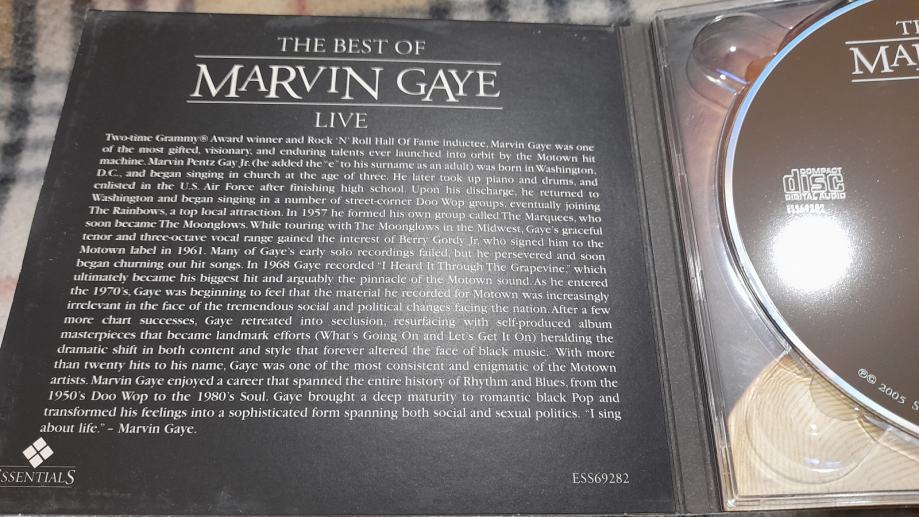 THE BEST OF
MARVIN GAYE
LIVE
Two-time Grammy® Award winner and Rock 'N' Roll Hall Of Fame inductee, Marvin Gaye was one
of the most gifted, visionary, and enduring talents ever launched into orbit by the Motown hit
machine. Marvin Pentz Gay Jr. (he added the "e" to his surname as an adult) was born in Washington,
D.C., and began singing in church at the age of three. He later took up piano and drums, and
enlisted in the U.S. Air Force after finishing high school. Upon his discharge, he returned to
Washington and began singing in a number of street-corner Doo Wop groups, eventually joining
The Rainbows, a top local attraction. In 1957 he formed his own group called The Marquees, who
soon became The Moonglows. While touring with The Moonglows in the Midwest, Gaye's graceful
tenor and three-octave vocal range gained the interest of Berry Gordy Jr, who signed him to the
Motown label in 1961. Many of Gaye's early solo recordings failed, but he persevered and soon
began churning out hit songs. In 1968 Gaye recorded "I Heard It Through The Grapevine," which
ultimately became his biggest hit and arguably the pinnacle of the Motown sound. As he entered
the 1970's, Gaye was beginning to feel that the material he recorded for Motown was increasingly
irrelevant in the face of the tremendous social and political changes facing the nation. After a few
more chart successes, Gaye retreated into seclusion, resurfacing with self-produced album
masterpieces that became landmark efforts (What's Going On and Let's Get It On) heralding the
dramatic shift in both content and style that forever altered the face of black music. With more
than twenty hits to his name, Gaye was one of the most consistent and enigmatic of the Motown
artists. Marvin Gaye enjoyed a career that spanned the entire history of Rhythm and Blues, from the
1950's Doo Wop to the 1980's Soul. Gaye brought a deep maturity to romantic black Pop and
transformed his feelings into a sophisticated form spanning both social and sexual politics. "I sing
about life." – Marvin Gaye.
ESSENTIALS
ESS69282
TH
MA
COMPACT
disc
DIGITAL AUDIO
ESS69282
℗© 2005 S